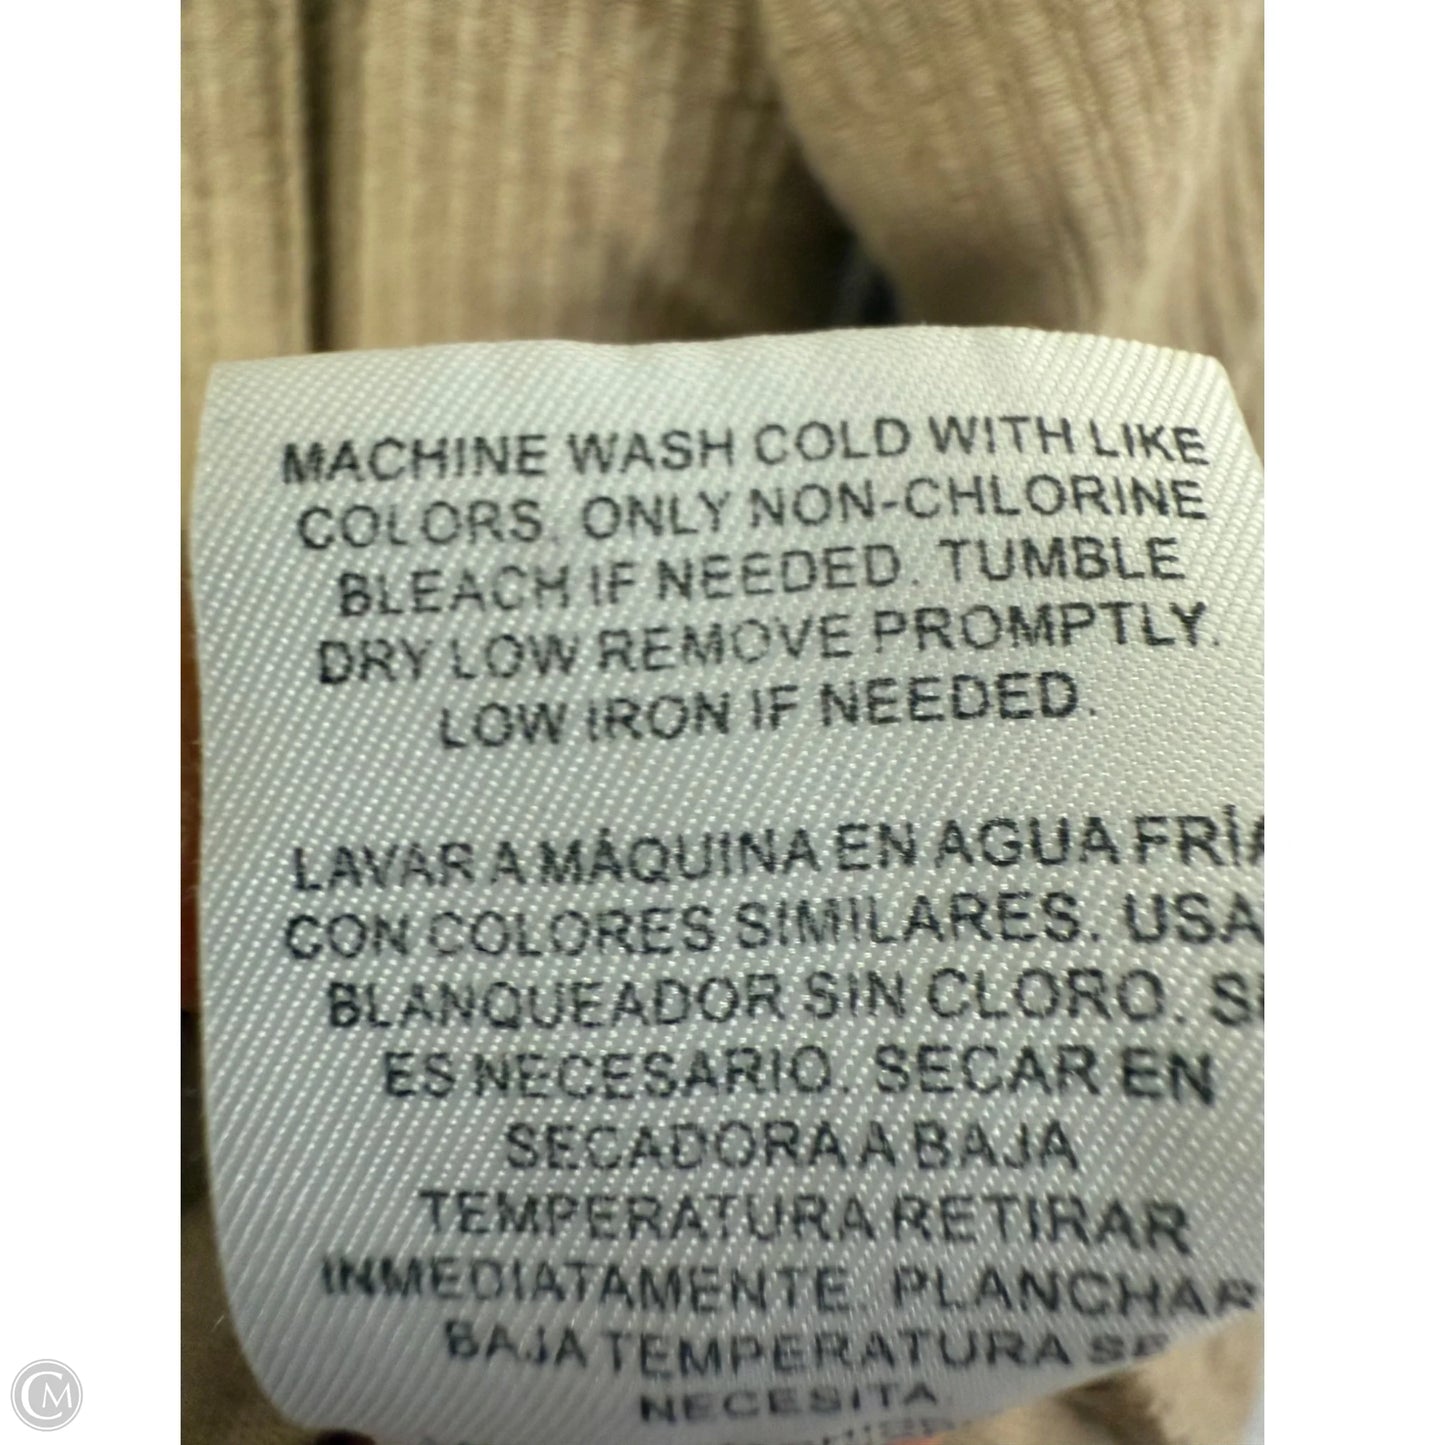 MACHINE WASH COLD WITH LIKE
COLORS. ONLY NON-CHLORINE
BLEACH IF NEEDED. TUMBLE
DRY LOW REMOVE PROMPTLY.
LOW IRON IF NEEDED.
LAVAR A MÁQUINA EN AGUA FRÍA
CON COLORES SIMILARES. USA
BLANQUEADOR SIN CLORO. S
ES NECESARIO. SECAR EN
SECADORA A BAJA
TEMPERATURA RETIRAR
INMEDIATAMENTE. PLANCHAR
BAJA TEMPERATURA SE
NECESITA.
CM